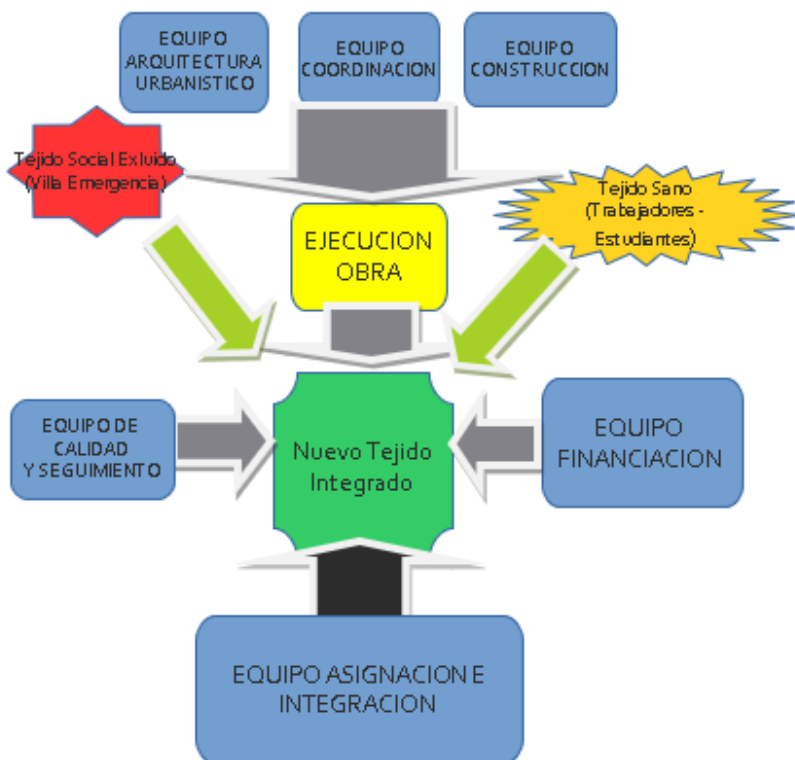 EQUIPO
ARQUITECTURA
URBANISTICO
EQUIPO
COORDINACION
EQUIPO
CONSTRUCCION
Tejido Social Exluido
(Villa Emergencia)
Tejido Sano
(Trabajadores -
Estudiantes)
EJECUCION
OBRA
EQUIPO DE
CALIDAD
Y SEGUIMIENTO
Nuevo Tejido
Integrado
EQUIPO
FINANCIACION
EQUIPO ASIGNACION E
INTEGRACION